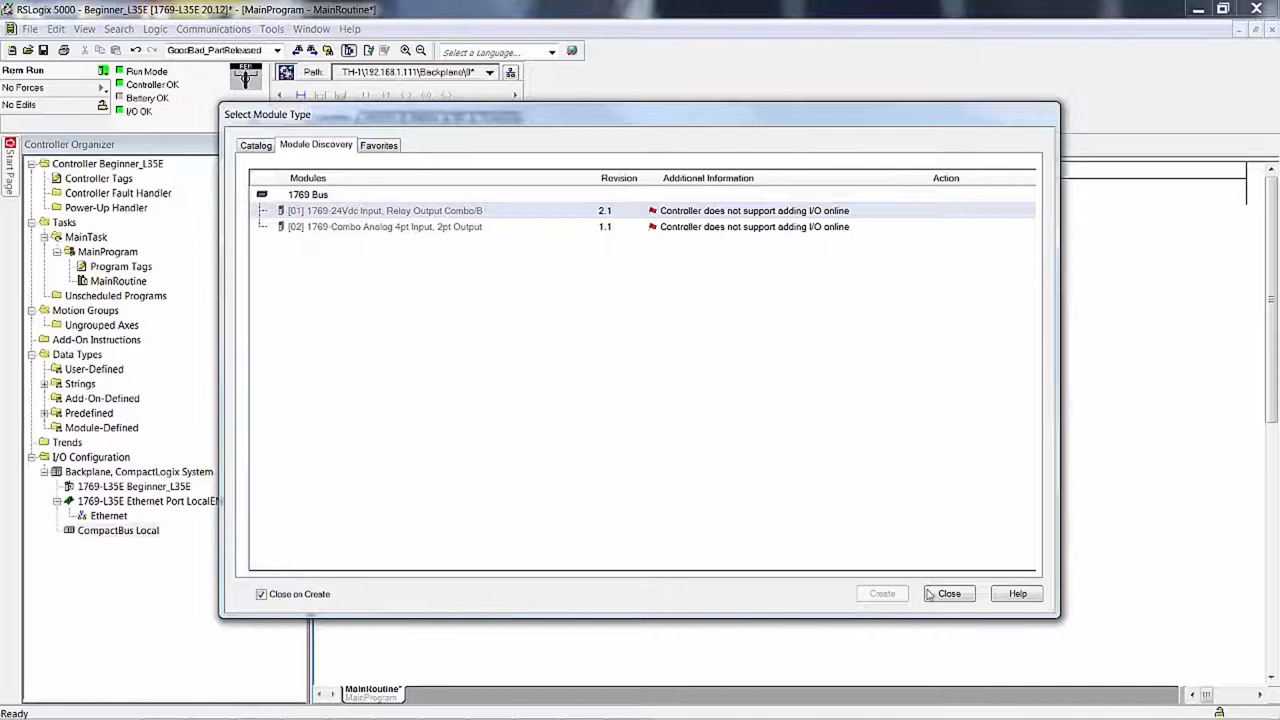 RSLogix 5000 - Beginner_L35E [1769-L35E 20.12]* - [MainProgram - MainRoutine*]
File Edit View Search Logic Communications Tools Window Help
GoodBad_PartReleased
Select a Language...
Rem Run
Run Mode
No Forces
Controller OK
Battery OK
No Edits
I/O OK
REM
Path: TH-1\192.168.1.111\Backplane\0*
Start Page
Controller Organizer
Controller Beginner_L35E
Controller Tags
Controller Fault Handler
Power-Up Handler
Tasks
MainTask
MainProgram
Program Tags
MainRoutine
Unscheduled Programs
Motion Groups
Ungrouped Axes
Add-On Instructions
Data Types
User-Defined
Strings
Add-On-Defined
Predefined
Module-Defined
Trends
I/O Configuration
Backplane, CompactLogix System
1769-L35E Beginner_L35E
1769-L35E Ethernet Port LocalEN
Ethernet
CompactBus Local
Select Module Type
Catalog Module Discovery Favorites
Modules Revision Additional Information Action
1769 Bus
[01] 1769-24Vdc Input, Relay Output Combo/B 2.1 Controller does not support adding I/O online
[02] 1769-Combo Analog 4pt Input, 2pt Output 1.1 Controller does not support adding I/O online
Close on Create
Create Close Help
MainRoutine*
MainProgram
Ready